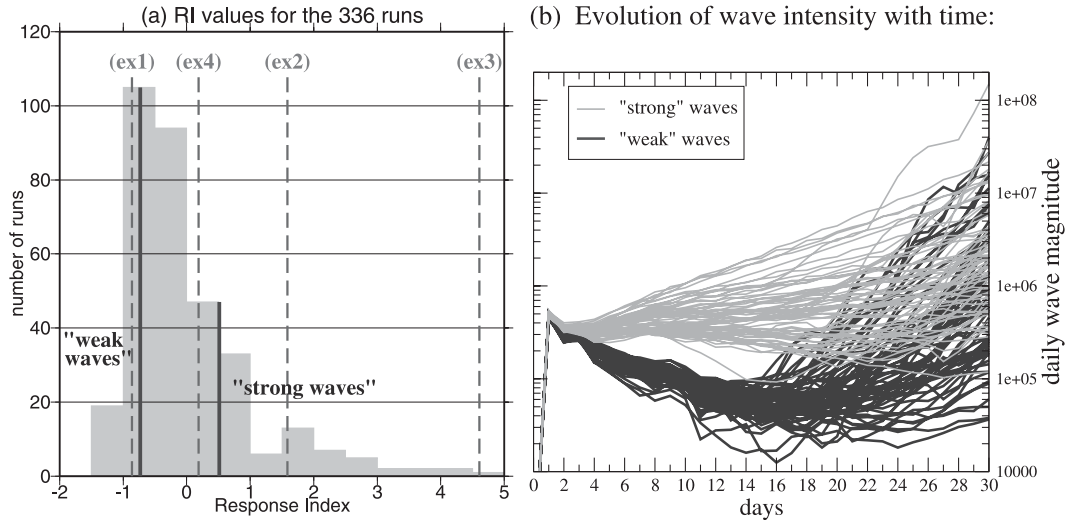 (a) RI values for the 336 runs
(b) Evolution of wave intensity with time:
120
100
80
60
40
20
0
number of runs
(ex1)
(ex4)
(ex2)
(ex3)
"weak
waves"
"strong waves"
-2 -1 0 1 2 3 4 5
Response Index
"strong" waves
"weak" waves
1e+08
1e+07
1e+06
1e+05
10000
daily wave magnitude
0 2 4 6 8 10 12 14 16 18 20 22 24 26 28 30
days